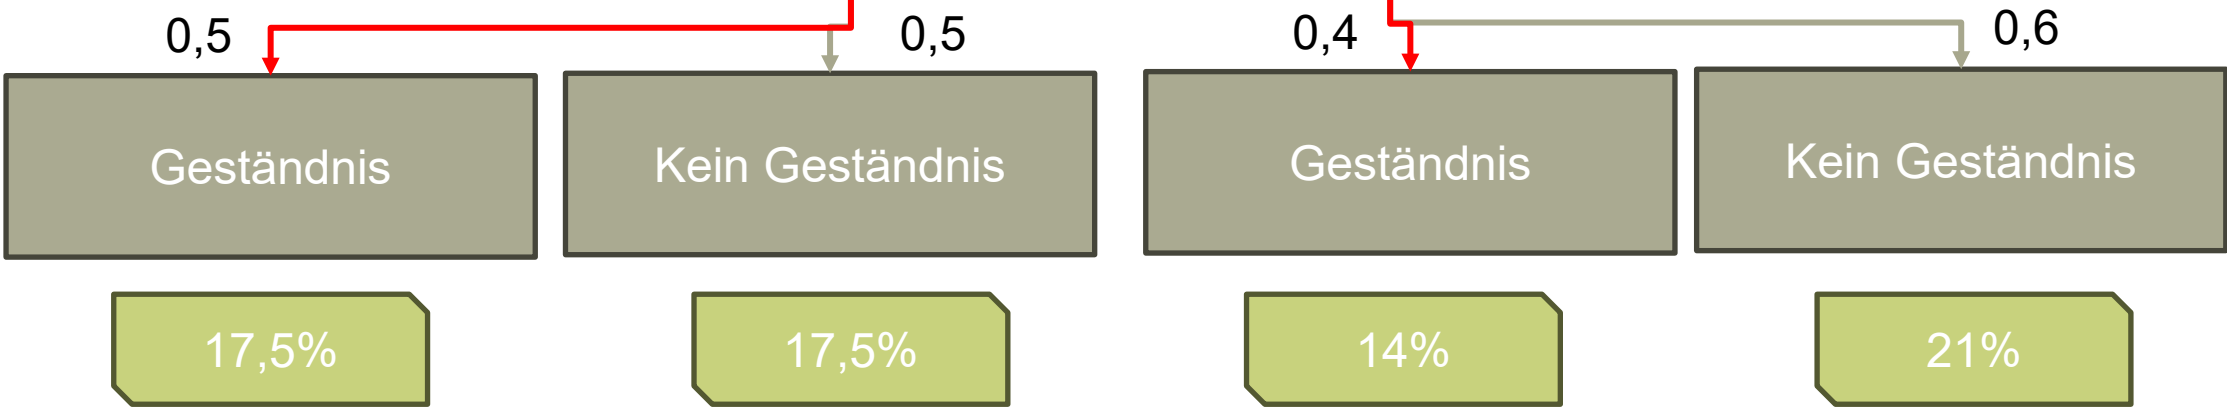 0,5
0,5
0,4
0,6
Geständnis
Kein Geständnis
Geständnis
Kein Geständnis
17,5%
17,5%
14%
21%